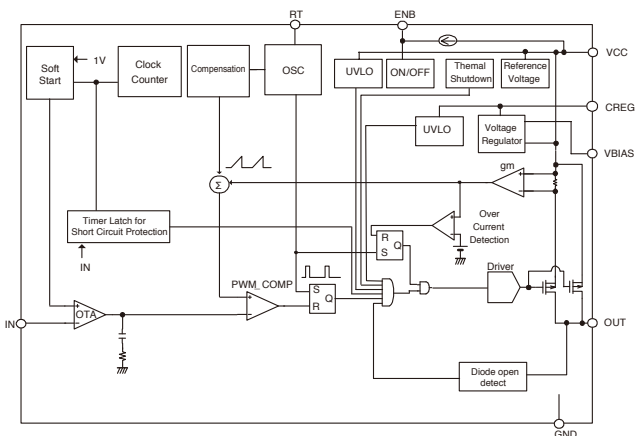 RT
ENB
VCC
Soft
Start
1V
Clock
Counter
Compensation
OSC
UVLO
ON/OFF
Themal
Shutdown
Reference
Voltage
CREG
UVLO
Voltage
Regulator
VBIAS
gm
Σ
Timer Latch for
Short Circuit Protection
IN
R
S
Q
Over
Current
Detection
PWM_COMP
S
R
Q
Driver
IN
OTA
OUT
Diode open
detect
GND